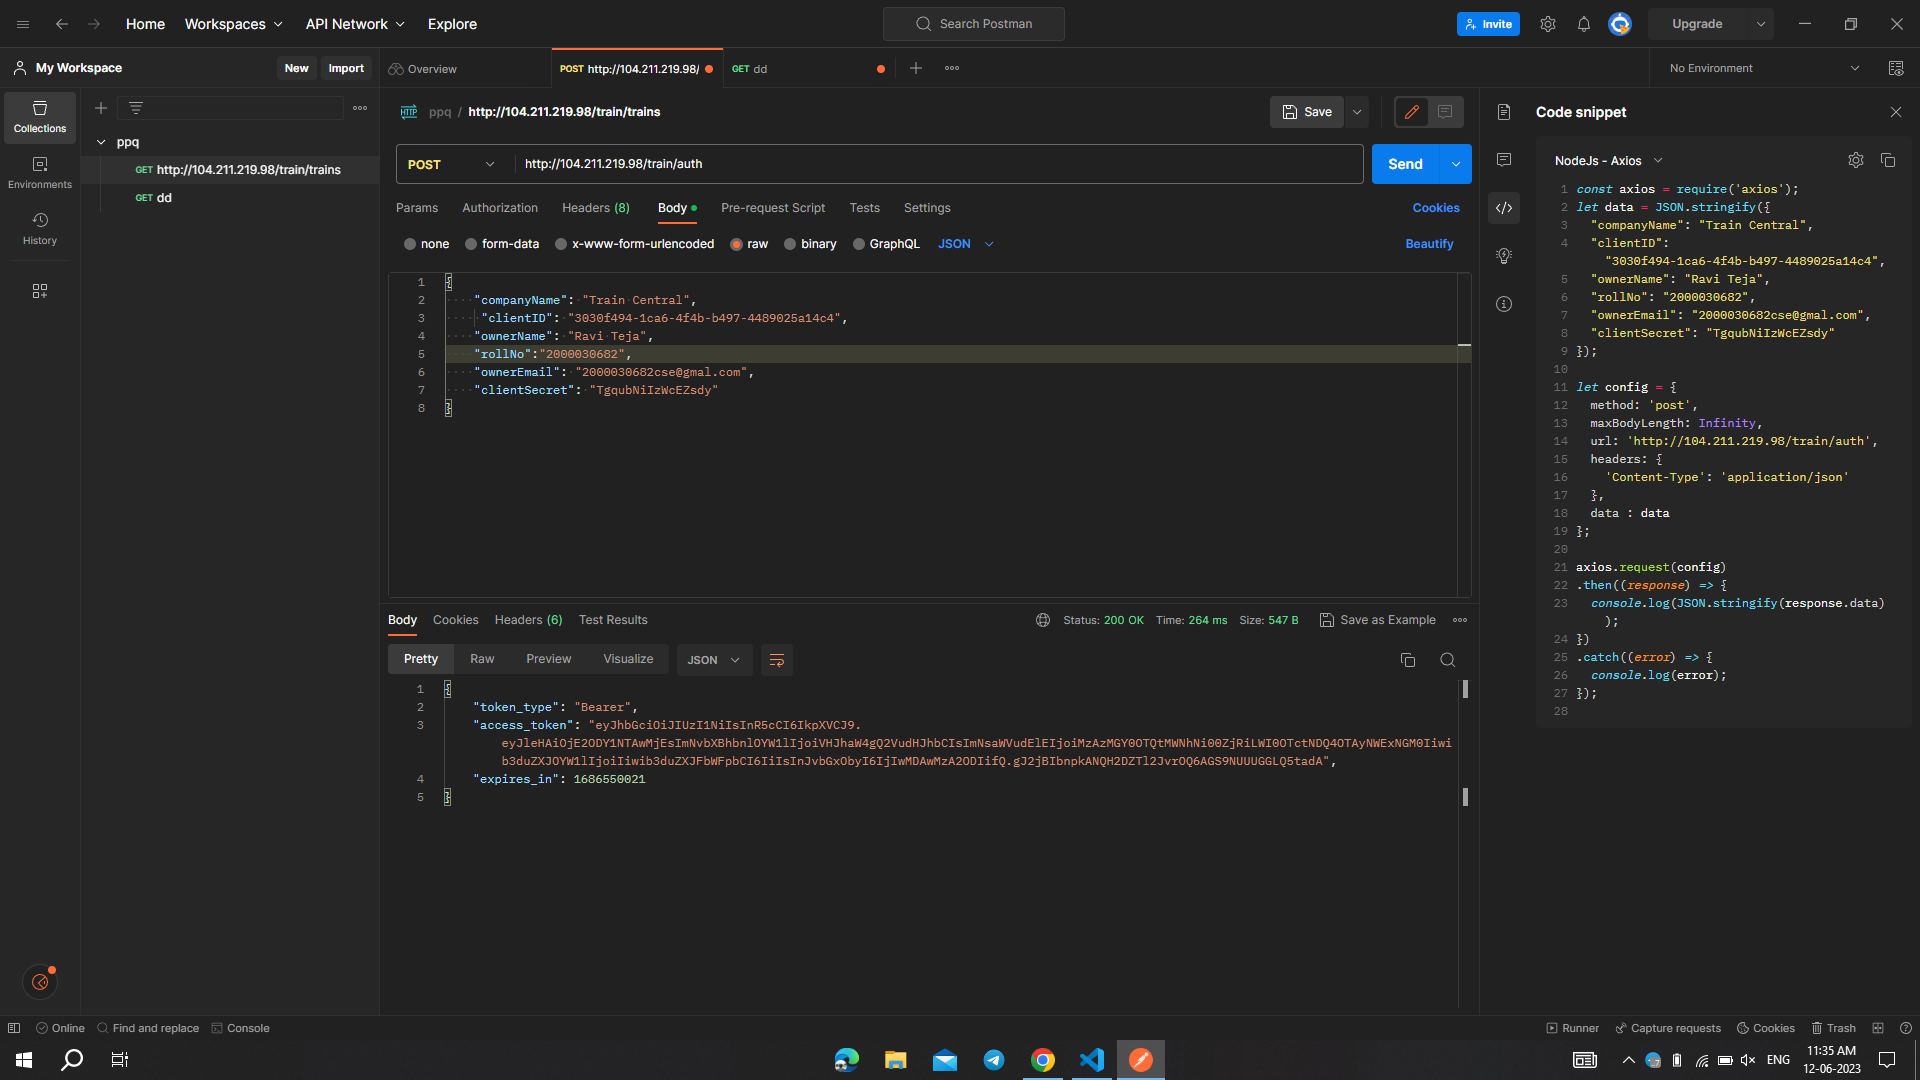 Home
Workspaces
API Network
Explore
Search Postman
Invite
Upgrade
My Workspace
New
Import
Overview
POST http://104.211.219.98/
GET dd
No Environment
Collections
Environments
History
ppq
GET http://104.211.219.98/train/trains
GET dd
HTTP ppq / http://104.211.219.98/train/trains
Save
POST
http://104.211.219.98/train/auth
Send
Params
Authorization
Headers (8)
Body
Pre-request Script
Tests
Settings
Cookies
none
form-data
x-www-form-urlencoded
raw
binary
GraphQL
JSON
Beautify
1 {
2 "companyName": "Train Central",
3 "clientID": "3030f494-1ca6-4f4b-b497-4489025a14c4",
4 "ownerName": "Ravi Teja",
5 "rollNo":"2000030682",
6 "ownerEmail": "2000030682cse@gmal.com",
7 "clientSecret": "TgqubNiIzWcEZsdy"
8 }
Body
Cookies
Headers (6)
Test Results
Status: 200 OK
Time: 264 ms
Size: 547 B
Save as Example
Pretty
Raw
Preview
Visualize
JSON
1 {
2 "token_type": "Bearer",
3 "access_token": "eyJhbGciOiJIUzI1NiIsInR5cCI6IkpXVCJ9.
eyJleHAiOjE2ODY1NTAwMjEsImNvbXBhbnlOYW1lIjoiVHJhaW4gQ2VudHJhbCIsImNsaWVudElEIjoiMzAzMGY0OTQtMWNhNi00ZjRiLWI0OTctNDQ4OTAyNWExNGM0Iiwi
b3duZXJOYW1lIjoiIiwib3duZXJFbWFpbCI6IiIsInJvbGxObyI6IjIwMDAwMzA2ODIifQ.gJ2jBIbnpkANQH2DZTl2JvrOQ6AGS9NUUUGGLQ5tadA",
4 "expires_in": 1686550021
5 }
Code snippet
NodeJs - Axios
1 const axios = require('axios');
2 let data = JSON.stringify({
3 "companyName": "Train Central",
4 "clientID":
"3030f494-1ca6-4f4b-b497-4489025a14c4",
5 "ownerName": "Ravi Teja",
6 "rollNo": "2000030682",
7 "ownerEmail": "2000030682cse@gmal.com",
8 "clientSecret": "TgqubNiIzWcEZsdy"
9 });
10
11 let config = {
12 method: 'post',
13 maxBodyLength: Infinity,
14 url: 'http://104.211.219.98/train/auth',
15 headers: {
16 'Content-Type': 'application/json'
17 },
18 data : data
19 };
20
21 axios.request(config)
22 .then((response) => {
23 console.log(JSON.stringify(response.data)
);
24 })
25 .catch((error) => {
26 console.log(error);
27 });
28
Online
Find and replace
Console
Runner
Capture requests
Cookies
Trash
ENG
11:35 AM
12-06-2023